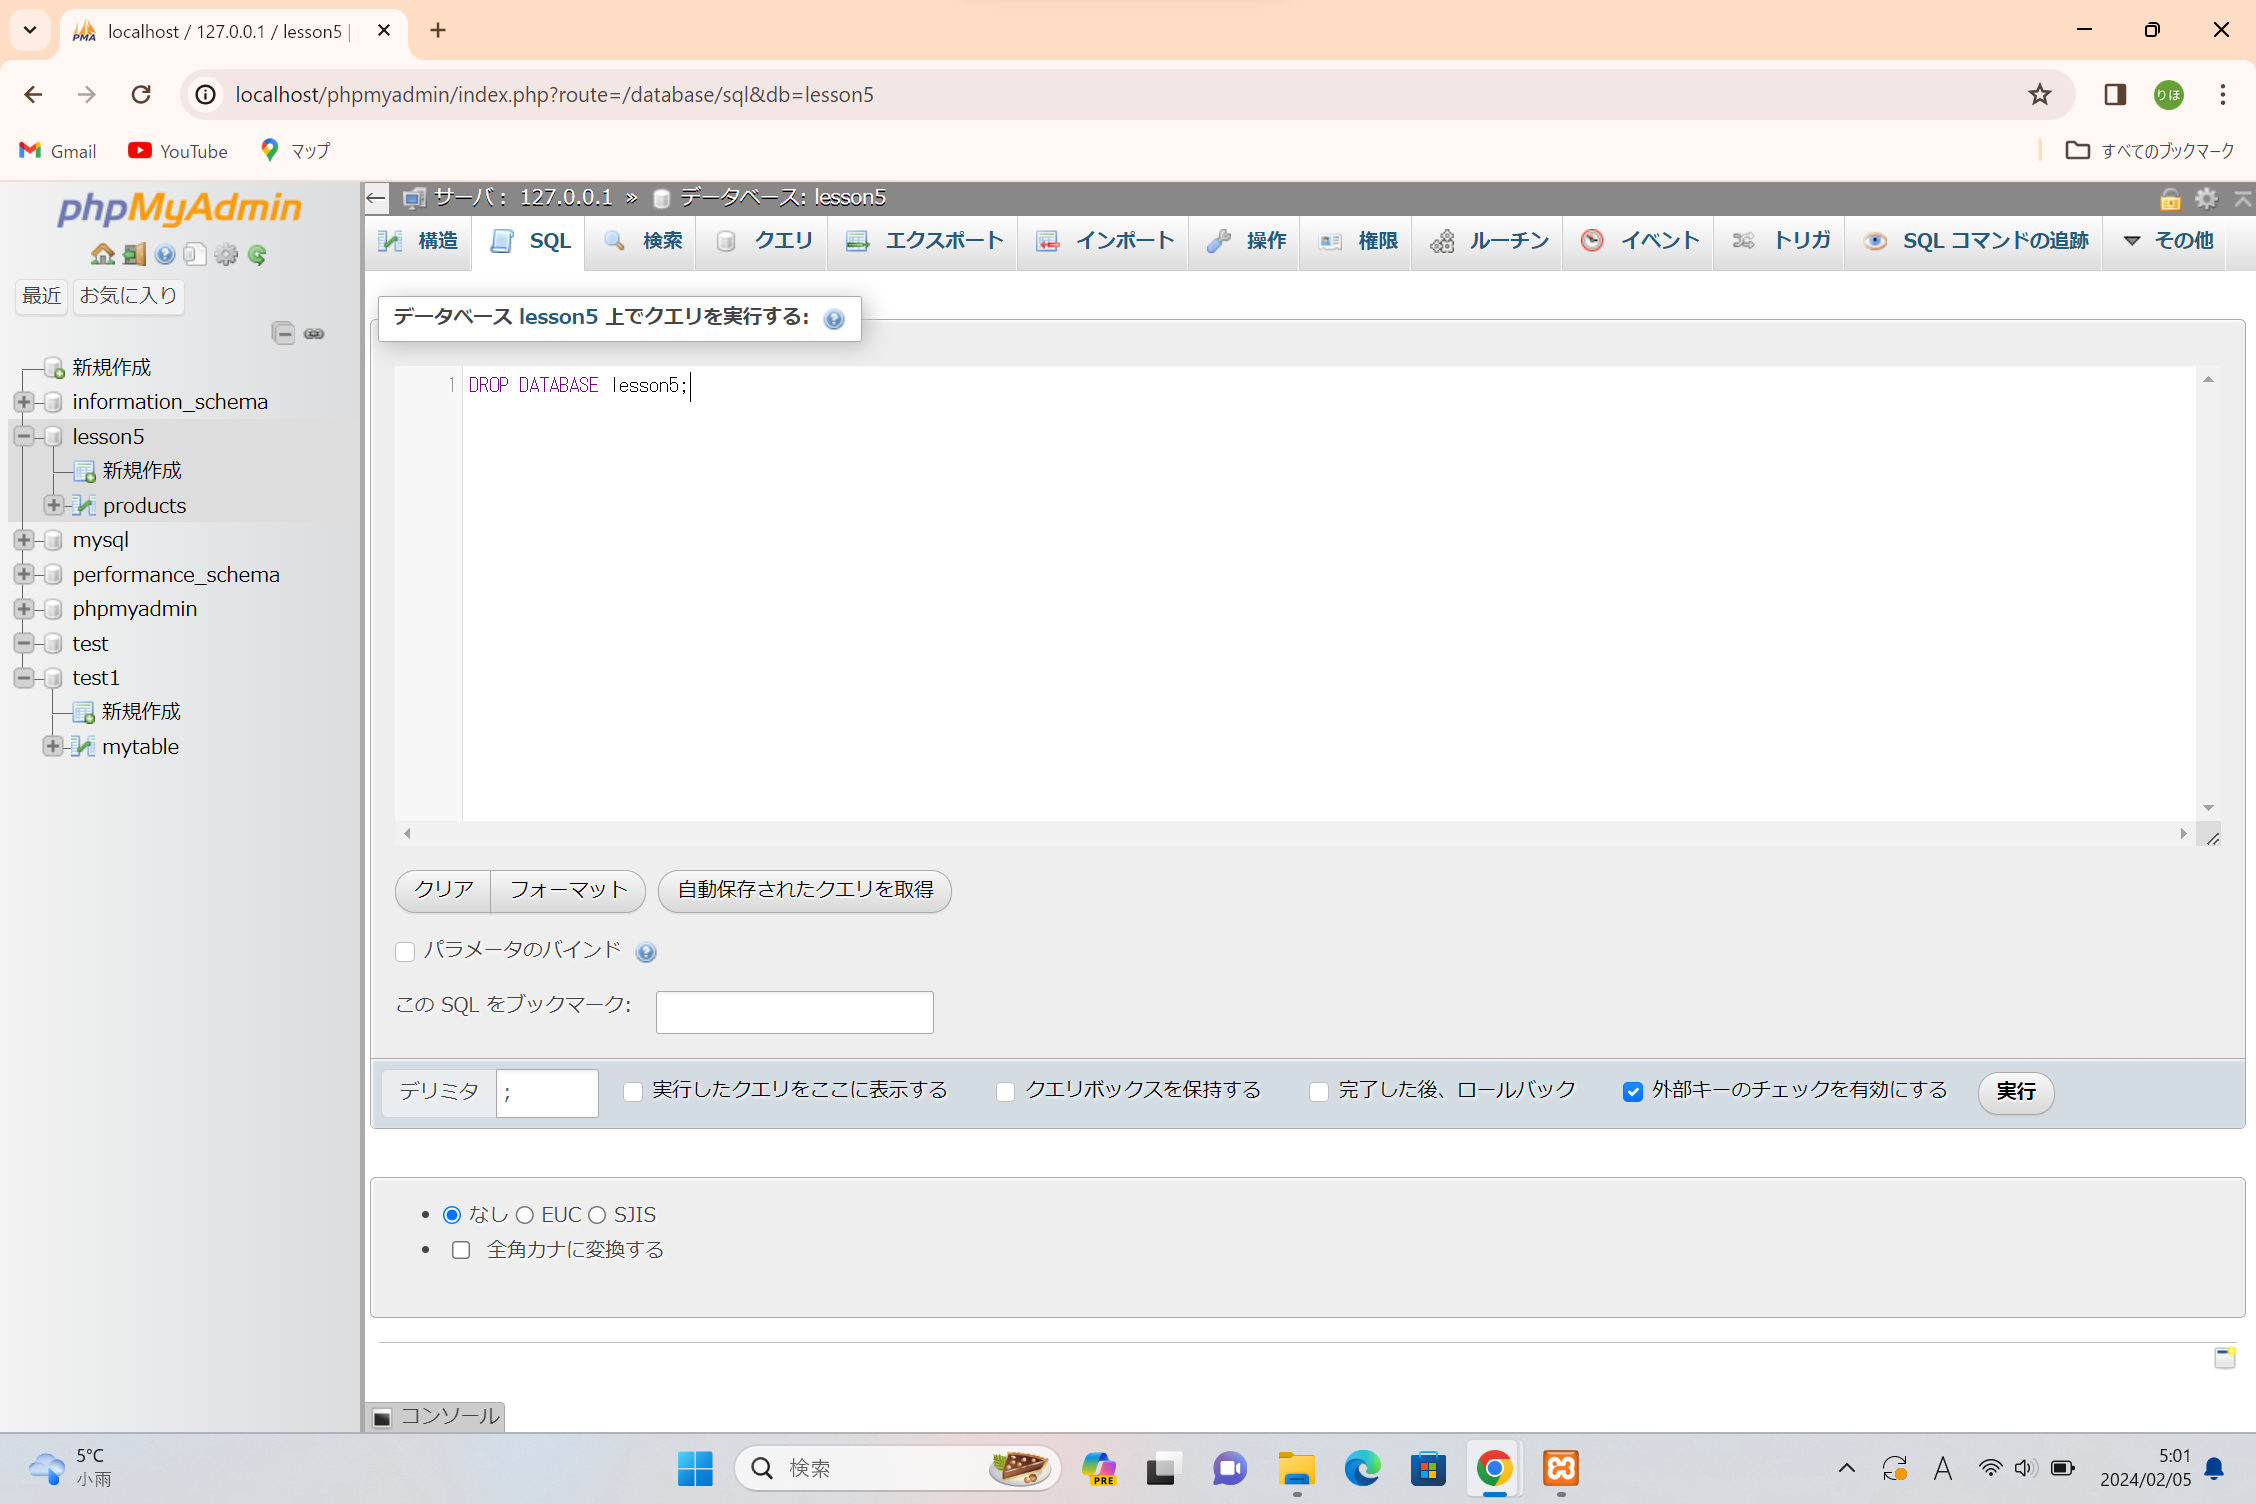 localhost / 127.0.0.1 / lesson5 |
localhost/phpmyadmin/index.php?route=/database/sql&db=lesson5
りほ
Gmail
YouTube
マップ
すべてのブックマーク
phpMyAdmin
最近
お気に入り
新規作成
information_schema
lesson5
新規作成
products
mysql
performance_schema
phpmyadmin
test
test1
新規作成
mytable
サーバ： 127.0.0.1 » データベース: lesson5
構造
SQL
検索
クエリ
エクスポート
インポート
操作
権限
ルーチン
イベント
トリガ
SQL コマンドの追跡
その他
データベース lesson5 上でクエリを実行する:
1 DROP DATABASE lesson5;
クリア
フォーマット
自動保存されたクエリを取得
パラメータのバインド
この SQL をブックマーク:
デリミタ ;
実行したクエリをここに表示する
クエリボックスを保持する
完了した後、ロールバック
外部キーのチェックを有効にする
実行
なし EUC SJIS
全角カナに変換する
コンソール
5°C
小雨
検索
PRE
A
5:01
2024/02/05